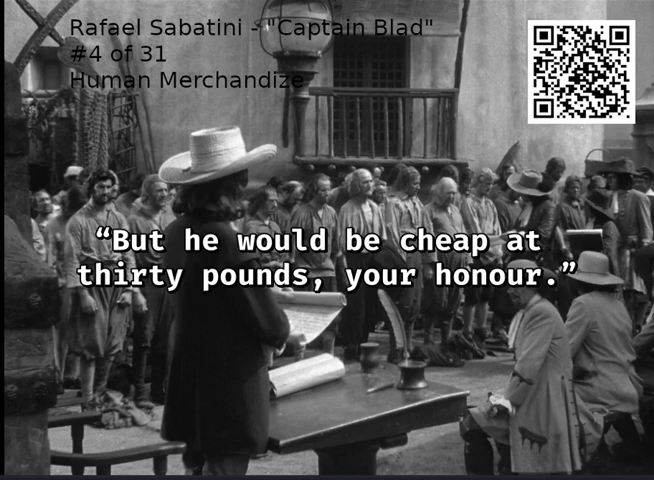 Rafael Sabatini - "Captain Blad"
#4 of 31
Human Merchandize
“But he would be cheap at
thirty pounds, your honour.”